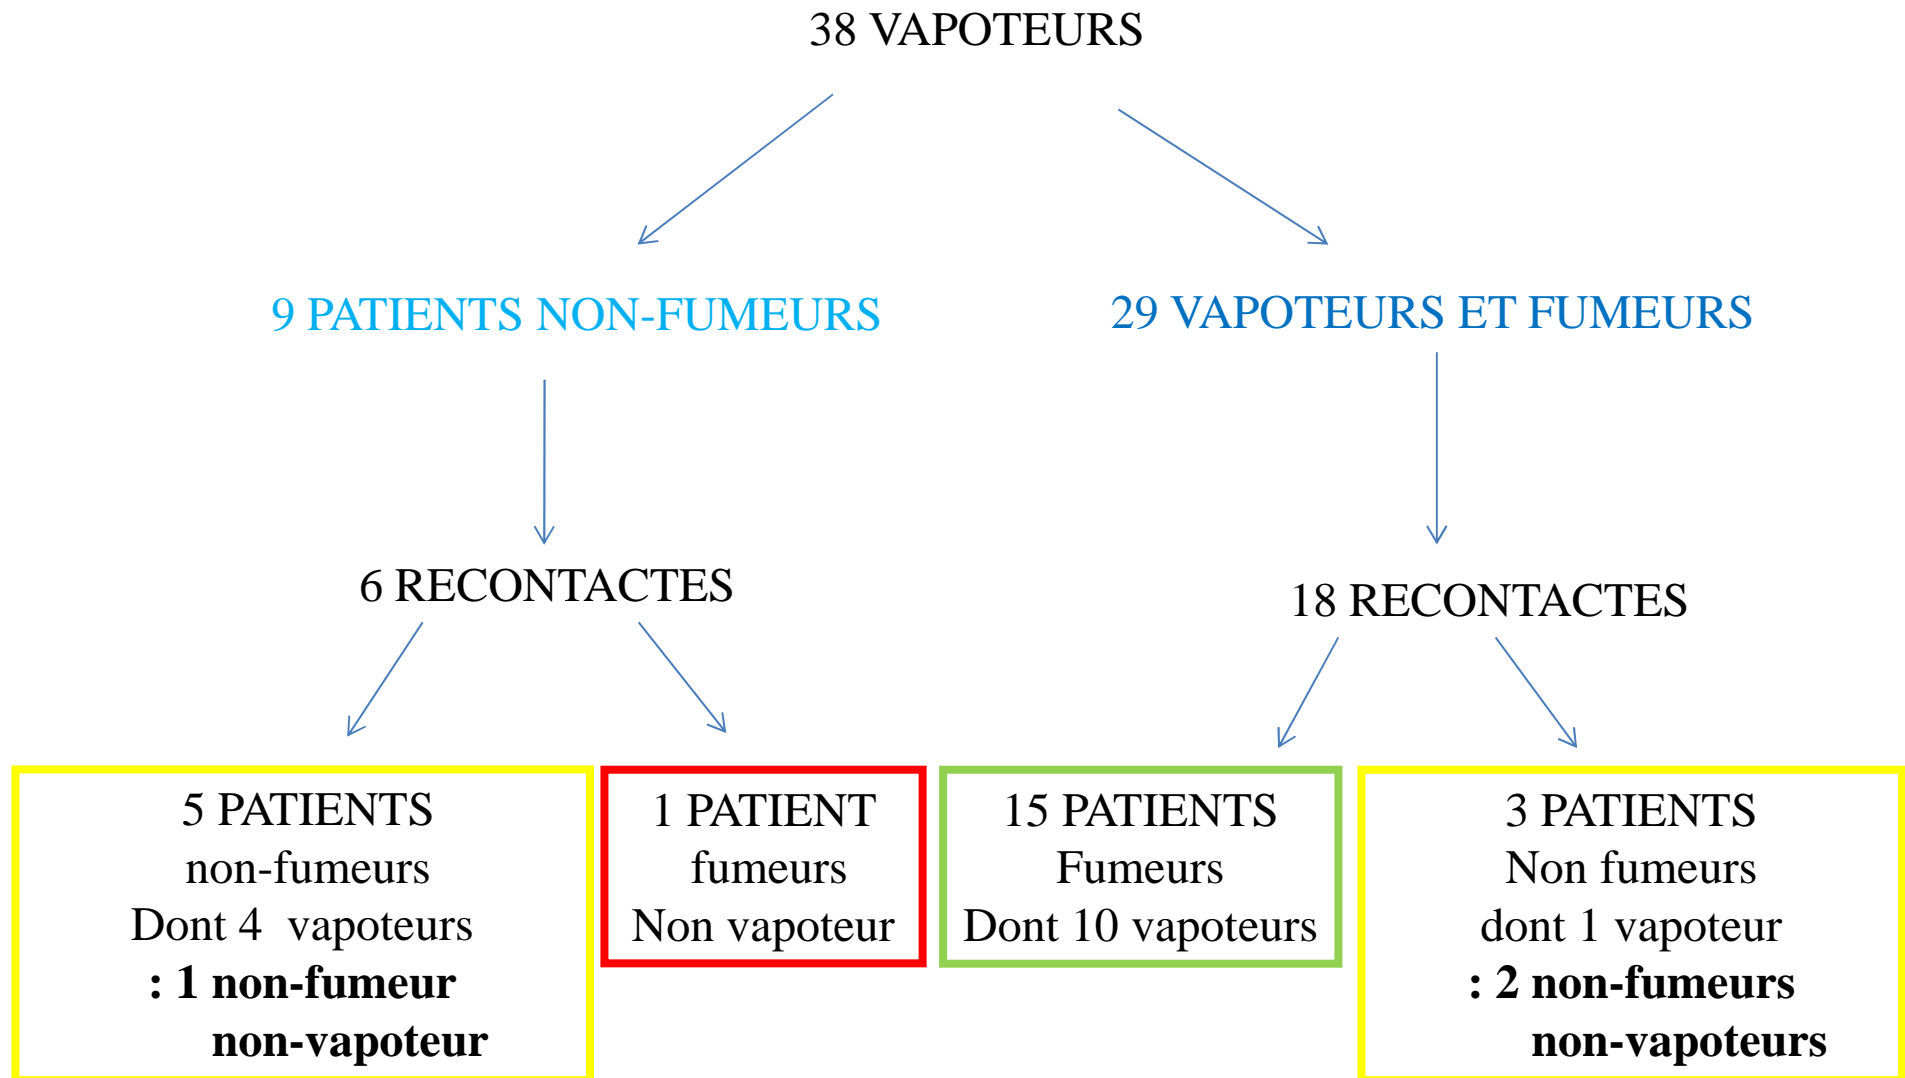 38 VAPOTEURS
9 PATIENTS NON-FUMEURS
29 VAPOTEURS ET FUMEURS
6 RECONTACTES
18 RECONTACTES
5 PATIENTS
non-fumeurs
Dont 4 vapoteurs
: 1 non-fumeur
non-vapoteur
1 PATIENT
fumeurs
Non vapoteur
15 PATIENTS
Fumeurs
Dont 10 vapoteurs
3 PATIENTS
Non fumeurs
dont 1 vapoteur
: 2 non-fumeurs
non-vapoteurs